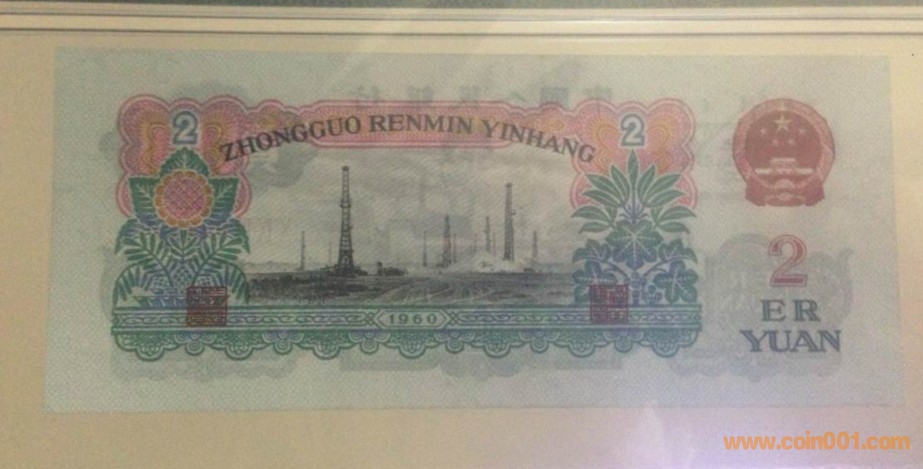 2
2
ZHONGGUO RENMIN YINHANG
2
ER
YUAN
1960
www.coin001.com